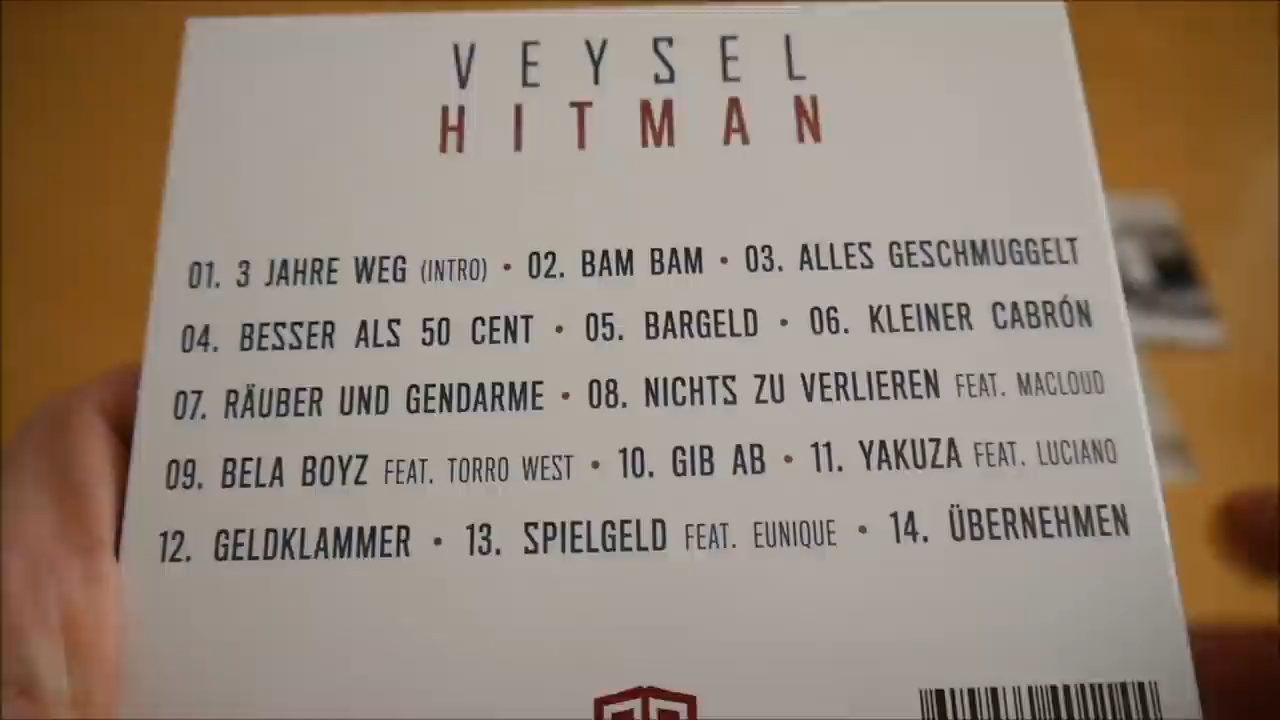 VEYSEL
HITMAN
01. 3 JAHRE WEG (INTRO) • 02. BAM BAM • 03. ALLES GESCHMUGGELT
04. BESSER ALS 50 CENT • 05. BARGELD • 06. KLEINER CABRÓN
07. RÄUBER UND GENDARME • 08. NICHTS ZU VERLIEREN FEAT. MACLOUD
09. BELA BOYZ FEAT. TORRO WEST • 10. GIB AB • 11. YAKUZA FEAT. LUCIANO
12. GELDKLAMMER • 13. SPIELGELD FEAT. EUNIQUE • 14. ÜBERNEHMEN